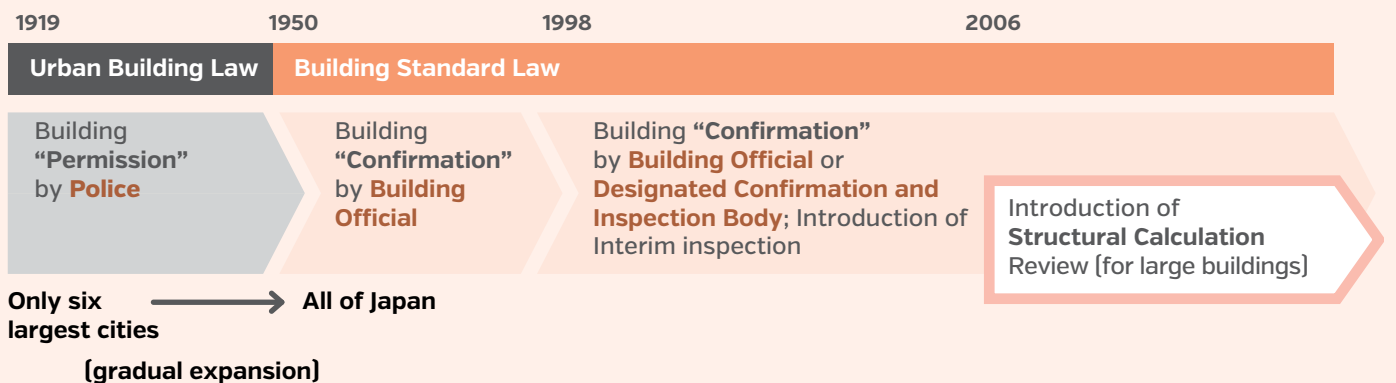 1919 1950 1998 2006
Urban Building Law Building Standard Law
Building
“Permission”
by Police
Building
“Confirmation”
by Building
Official
Building “Confirmation”
by Building Official or
Designated Confirmation and
Inspection Body; Introduction of
Interim inspection
Introduction of
Structural Calculation
Review (for large buildings)
Only six
largest cities
All of Japan
(gradual expansion)